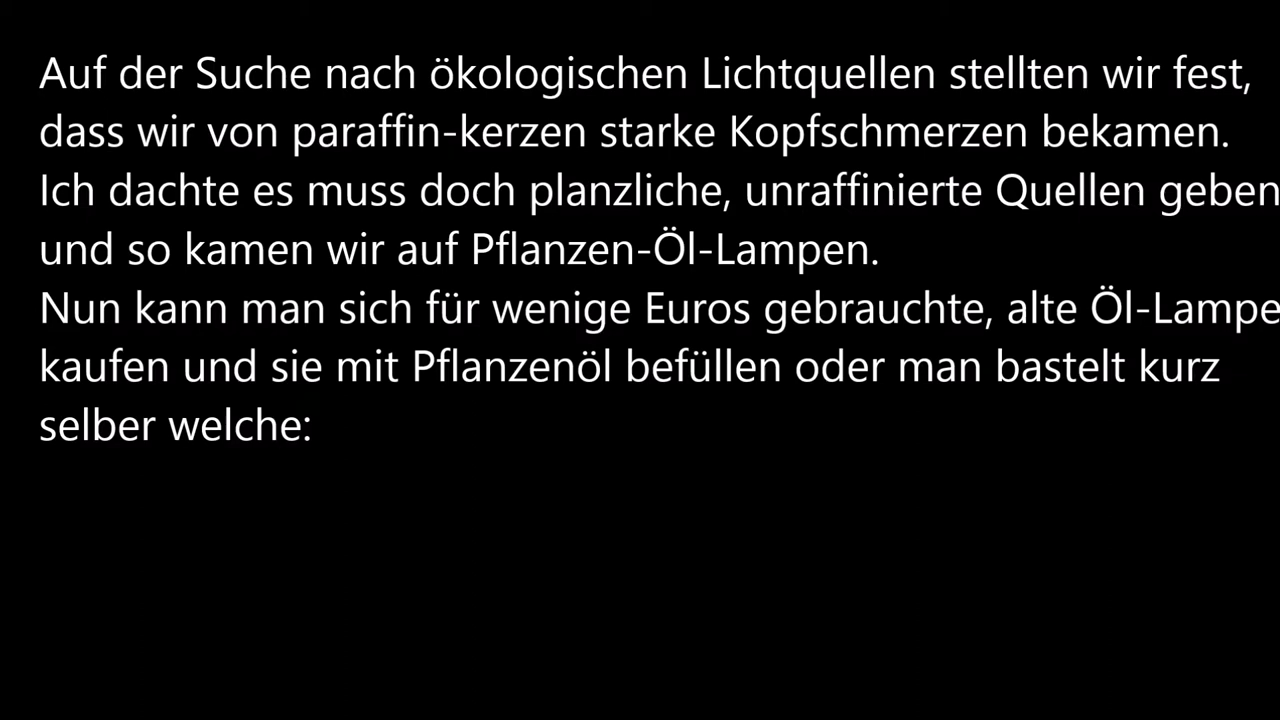 Auf der Suche nach ökologischen Lichtquellen stellten wir fest,
dass wir von paraffin-kerzen starke Kopfschmerzen bekamen.
Ich dachte es muss doch planzliche, unraffinierte Quellen geben
und so kamen wir auf Pflanzen-Öl-Lampen.
Nun kann man sich für wenige Euros gebrauchte, alte Öl-Lampe
kaufen und sie mit Pflanzenöl befüllen oder man bastelt kurz
selber welche: